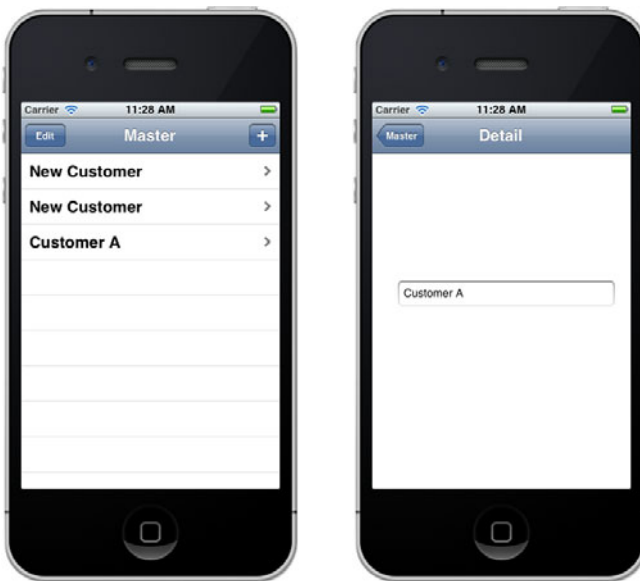 Carrier 11:28 AM
Edit Master +
New Customer
New Customer
Customer A
Carrier 11:28 AM
Master Detail
Customer A